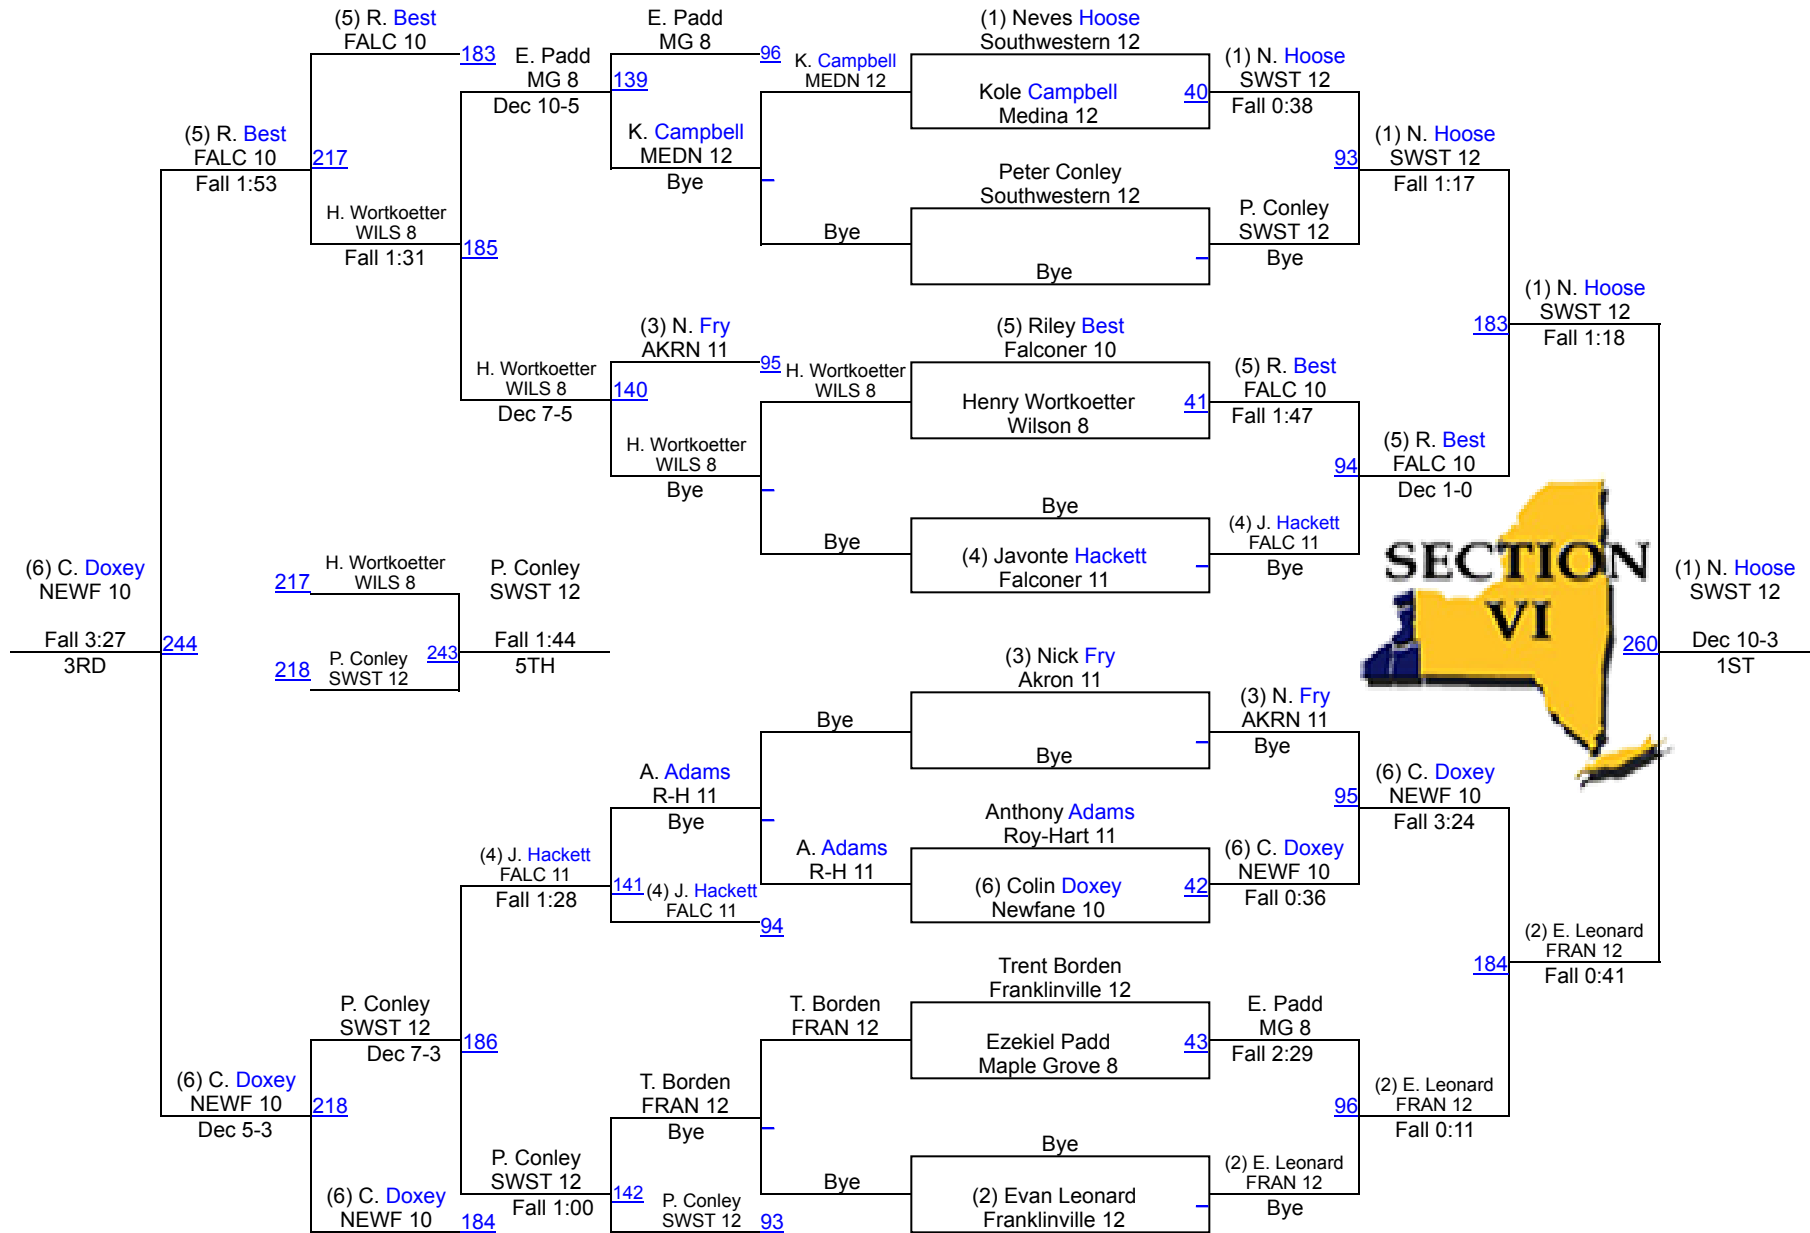 (5) R. Best
FALC 10
183
E. Padd
MG 8
Dec 10-5
E. Padd
MG 8
96
139
K. Campbell
MEDN 12
Bye
K. Campbell
MEDN 12
Bye
(1) Neves Hoose
Southwestern 12
Kole Campbell
Medina 12
40
Peter Conley
Southwestern 12
Bye
(1) N. Hoose
SWST 12
Fall 0:38
93
P. Conley
SWST 12
Bye
(1) N. Hoose
SWST 12
Fall 1:17
(5) R. Best
FALC 10
Fall 1:53
217
H. Wortkoetter
WILS 8
Fall 1:31
185
H. Wortkoetter
WILS 8
Dec 7-5
(3) N. Fry
AKRN 11
95
140
H. Wortkoetter
WILS 8
Bye
H. Wortkoetter
WILS 8
Bye
(5) Riley Best
Falconer 10
Henry Wortkoetter
Wilson 8
41
Bye
(4) Javonte Hackett
Falconer 11
(5) R. Best
FALC 10
Fall 1:47
94
(4) J. Hackett
FALC 11
Bye
(5) R. Best
FALC 10
Dec 1-0
183
(1) N. Hoose
SWST 12
Fall 1:18
SECTION
VI
(1) N. Hoose
SWST 12
260
Dec 10-3
1ST
(6) C. Doxey
NEWF 10
Fall 3:27
3RD
244
217
H. Wortkoetter
WILS 8
218
P. Conley
SWST 12
243
P. Conley
SWST 12
Fall 1:44
5TH
(3) Nick Fry
Akron 11
Bye
Bye
(3) N. Fry
AKRN 11
Bye
A. Adams
R-H 11
Bye
A. Adams
R-H 11
Anthony Adams
Roy-Hart 11
(6) Colin Doxey
Newfane 10
42
(6) C. Doxey
NEWF 10
Fall 0:36
95
(6) C. Doxey
NEWF 10
Fall 3:24
(4) J. Hackett
FALC 11
Fall 1:28
141
(4) J. Hackett
FALC 11
94
184
(2) E. Leonard
FRAN 12
Fall 0:41
P. Conley
SWST 12
Dec 7-3
186
T. Borden
FRAN 12
Trent Borden
Franklinville 12
Ezekiel Padd
Maple Grove 8
43
E. Padd
MG 8
Fall 2:29
96
(2) E. Leonard
FRAN 12
Fall 0:11
(6) C. Doxey
NEWF 10
Dec 5-3
218
T. Borden
FRAN 12
Bye
Bye
Bye
(2) Evan Leonard
Franklinville 12
(2) E. Leonard
FRAN 12
Bye
P. Conley
SWST 12
Fall 1:00
142
P. Conley
SWST 12
93
(6) C. Doxey
NEWF 10
184